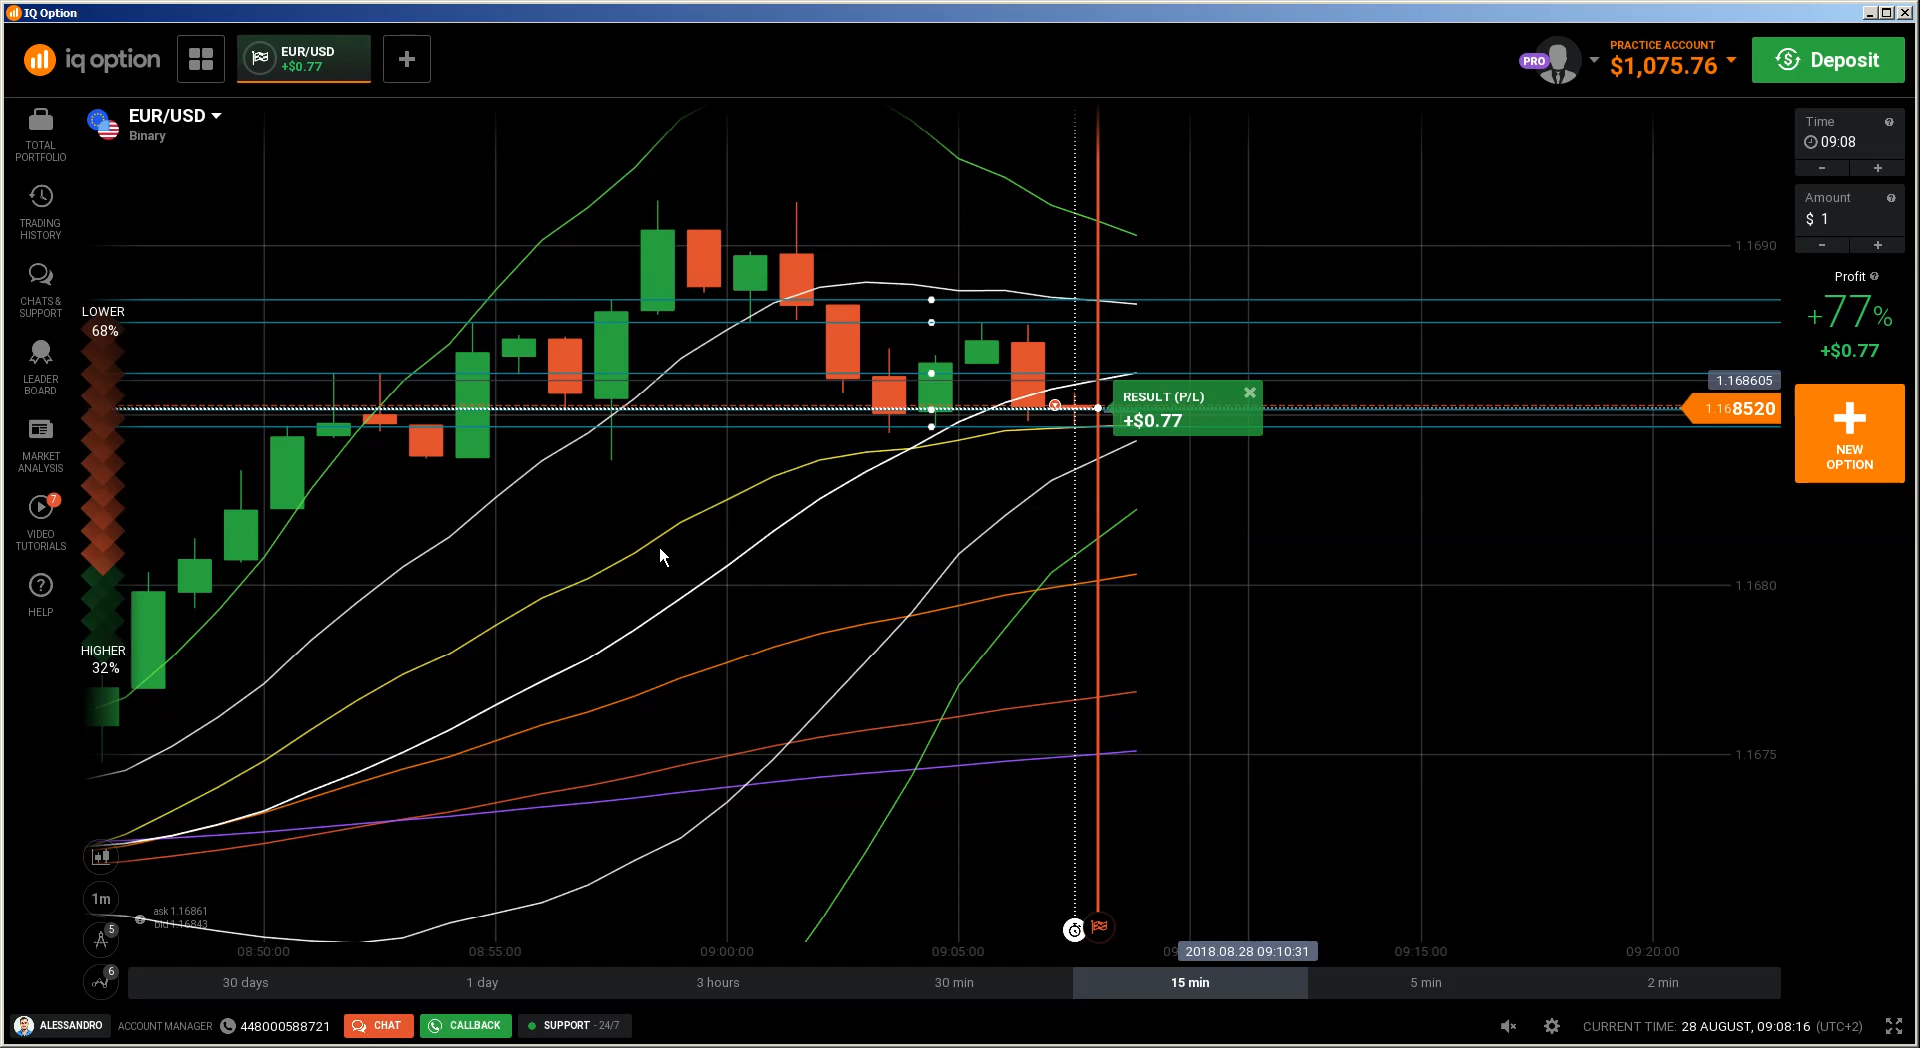 IQ Option
iq option
EUR/USD
+$0.77
+
PRO
PRACTICE ACCOUNT
$1,075.76
Deposit
TOTAL
PORTFOLIO
TRADING
HISTORY
CHATS &
SUPPORT
LEADER
BOARD
MARKET
ANALYSIS
7
VIDEO
TUTORIALS
HELP
EUR/USD
Binary
LOWER
68%
HIGHER
32%
RESULT (P/L)
+$0.77
1.1690
1.168605
1.168520
1.1680
1.1675
Time
09:08
- +
Amount
$ 1
- +
Profit
+77%
+$0.77
NEW
OPTION
1m
5
6
ask 1.16861
bid 1.16843
08:50:00 08:55:00 09:00:00 09:05:00 09 2018.08.28 09:10:31 09:15:00 09:20:00
30 days 1 day 3 hours 30 min 15 min 5 min 2 min
ALESSANDRO ACCOUNT MANAGER 448000588721 CHAT CALLBACK SUPPORT - 24/7 CURRENT TIME: 28 AUGUST, 09:08:16 (UTC+2)